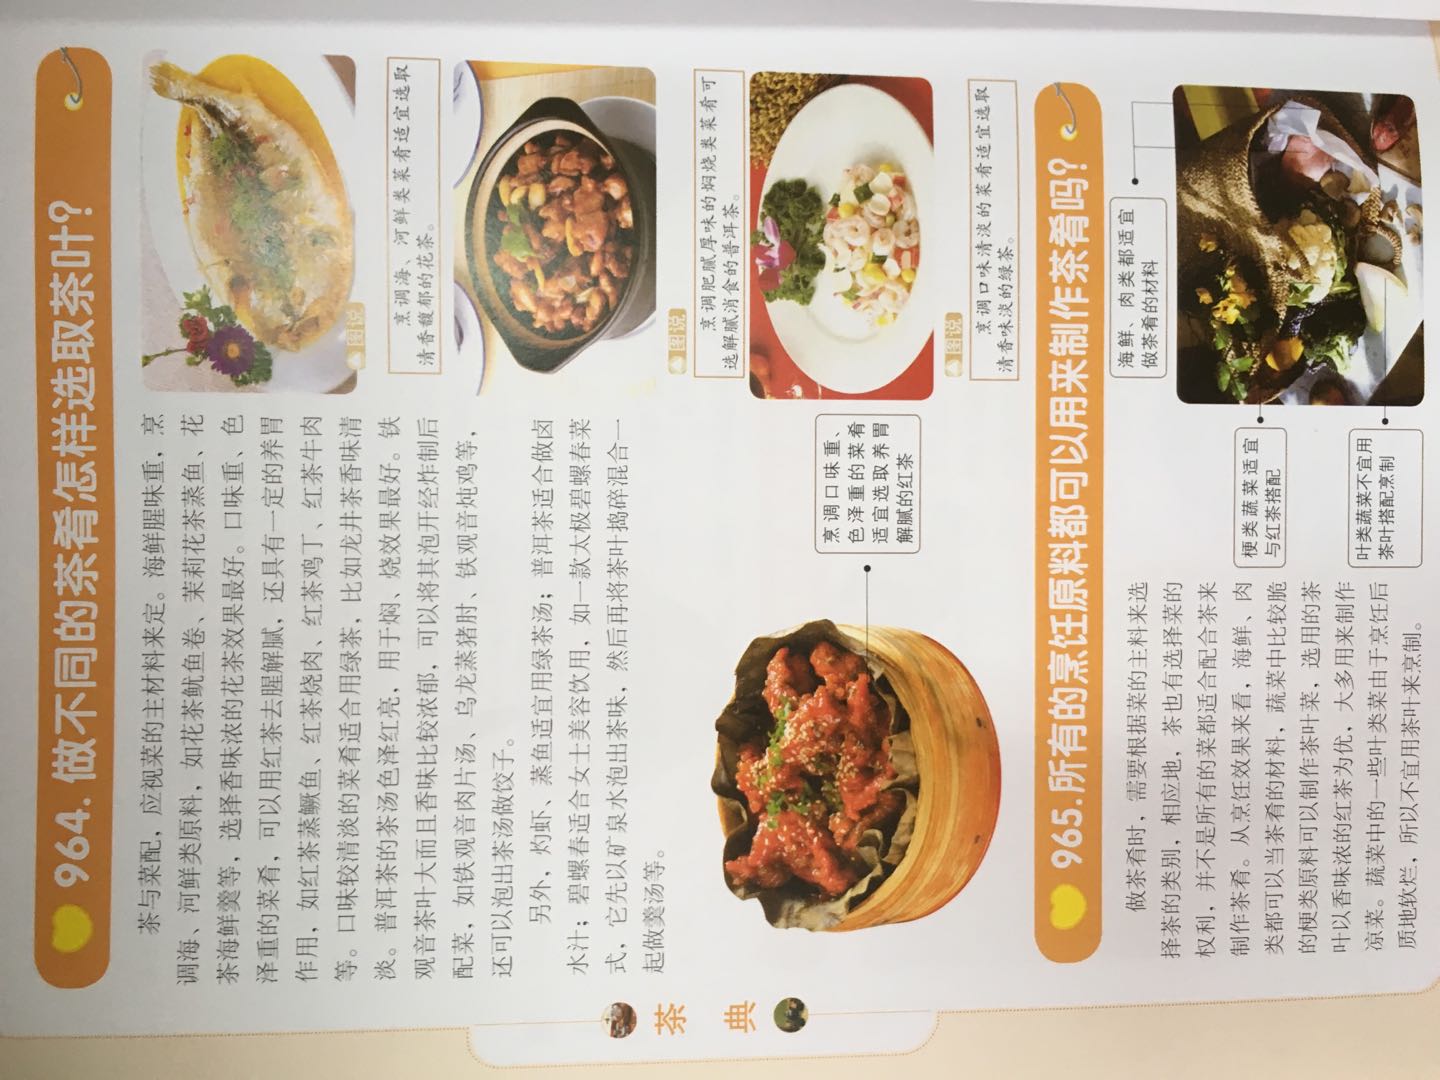 964.做不同的茶肴怎样选取茶叶？
茶与菜配，应视菜的主材料来定。海鲜腥味重，烹
调海、河鲜类原料，如花茶鱿鱼卷、茉莉花茶蒸鱼、花
茶海鲜羹等，选择香味浓的花茶效果最好。口味重、色
泽重的菜肴，可以用红茶去腥解腻，还具有一定的养胃
作用，如红茶蒸鳜鱼、红茶烧肉、红茶鸡丁、红茶牛肉
等。口味较清淡的菜肴适合用绿茶，比如龙井茶香味清
淡。普洱茶的茶汤色泽红亮，用于焖、烧效果最好。铁
观音茶叶大而且香味比较浓郁，可以将其泡开经炸制后
配菜，如铁观音肉片汤、乌龙蒸猪肘、铁观音炖鸡等，
还可以泡出茶汤做饺子。
另外，灼虾、蒸鱼适宜用绿茶汤；普洱茶适合做卤
水汁；碧螺春适合女士美容饮用，如一款太极碧螺春菜
式，它先以矿泉水泡出茶味，然后再将茶叶捣碎混合一
起做羹汤等。
图说
烹调海、河鲜类菜肴适宜选取
清香馥郁的花茶。
图说
烹调肥腻厚味的焖烧类菜肴可
选解腻消食的普洱茶。
烹调口味重、
色泽重的菜肴
适宜选取养胃
解腻的红茶
图说
烹调口味清淡的菜肴适宜选取
清香味淡的绿茶。
茶
典
965.所有的烹饪原料都可以用来制作茶肴吗？
做茶肴时，需要根据菜的主料来选
择茶的类别，相应地，茶也有选择菜的
权利，并不是所有的菜都适合配合茶来
制作茶肴。从烹饪效果来看，海鲜、肉
类都可以当茶肴的材料，蔬菜中比较脆
的梗类原料可以制作茶叶菜，选用的茶
叶以香味浓的红茶为优，大多用来制作
凉菜。蔬菜中的一些叶类菜由于烹饪后
质地软烂，所以不宜用茶叶来烹制。
海鲜、肉类都适宜
做茶肴的材料
梗类蔬菜适宜
与红茶搭配
叶类蔬菜不宜用
茶叶搭配烹制